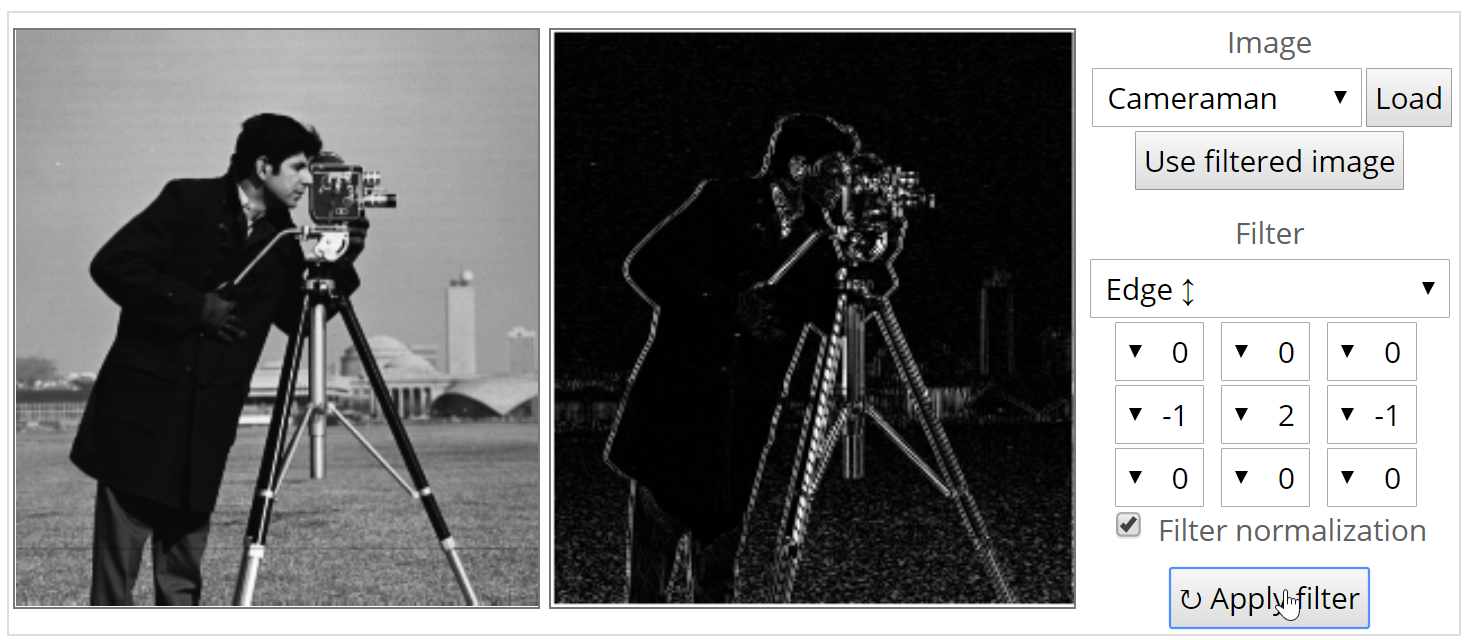 Image
Cameraman ▼ Load
Use filtered image
Filter
Edge ↕ ▼
▼ 0 ▼ 0 ▼ 0
▼ -1 ▼ 2 ▼ -1
▼ 0 ▼ 0 ▼ 0
Filter normalization
↻ Apply filter